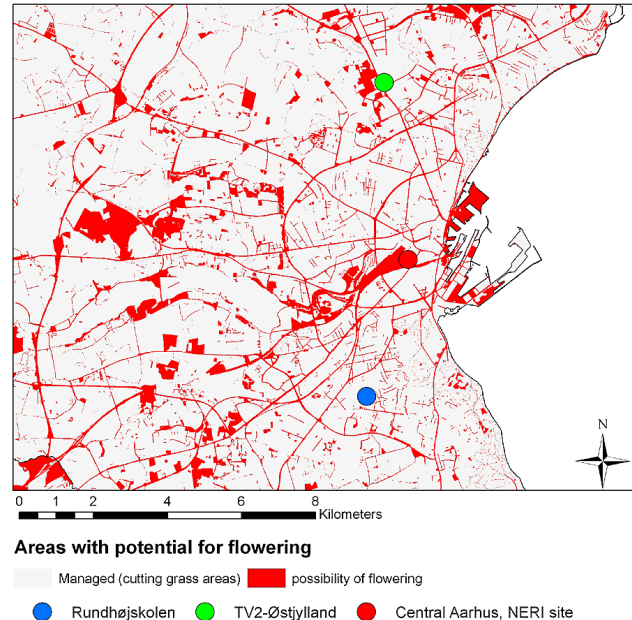 N
0 1 2 4 6 8
Kilometers
Areas with potential for flowering
Managed (cutting grass areas) possibility of flowering
Rundhøjskolen TV2-Østjylland Central Aarhus, NERI site